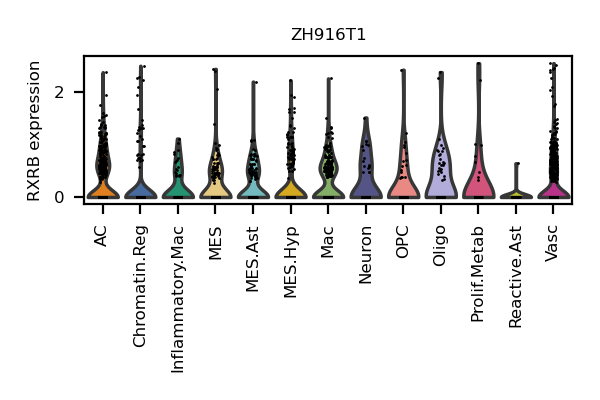 ZH916T1
RXRB expression
2
0
AC
Chromatin.Reg
Inflammatory.Mac
MES
MES.Ast
MES.Hyp
Mac
Neuron
OPC
Oligo
Prolif.Metab
Reactive.Ast
Vasc